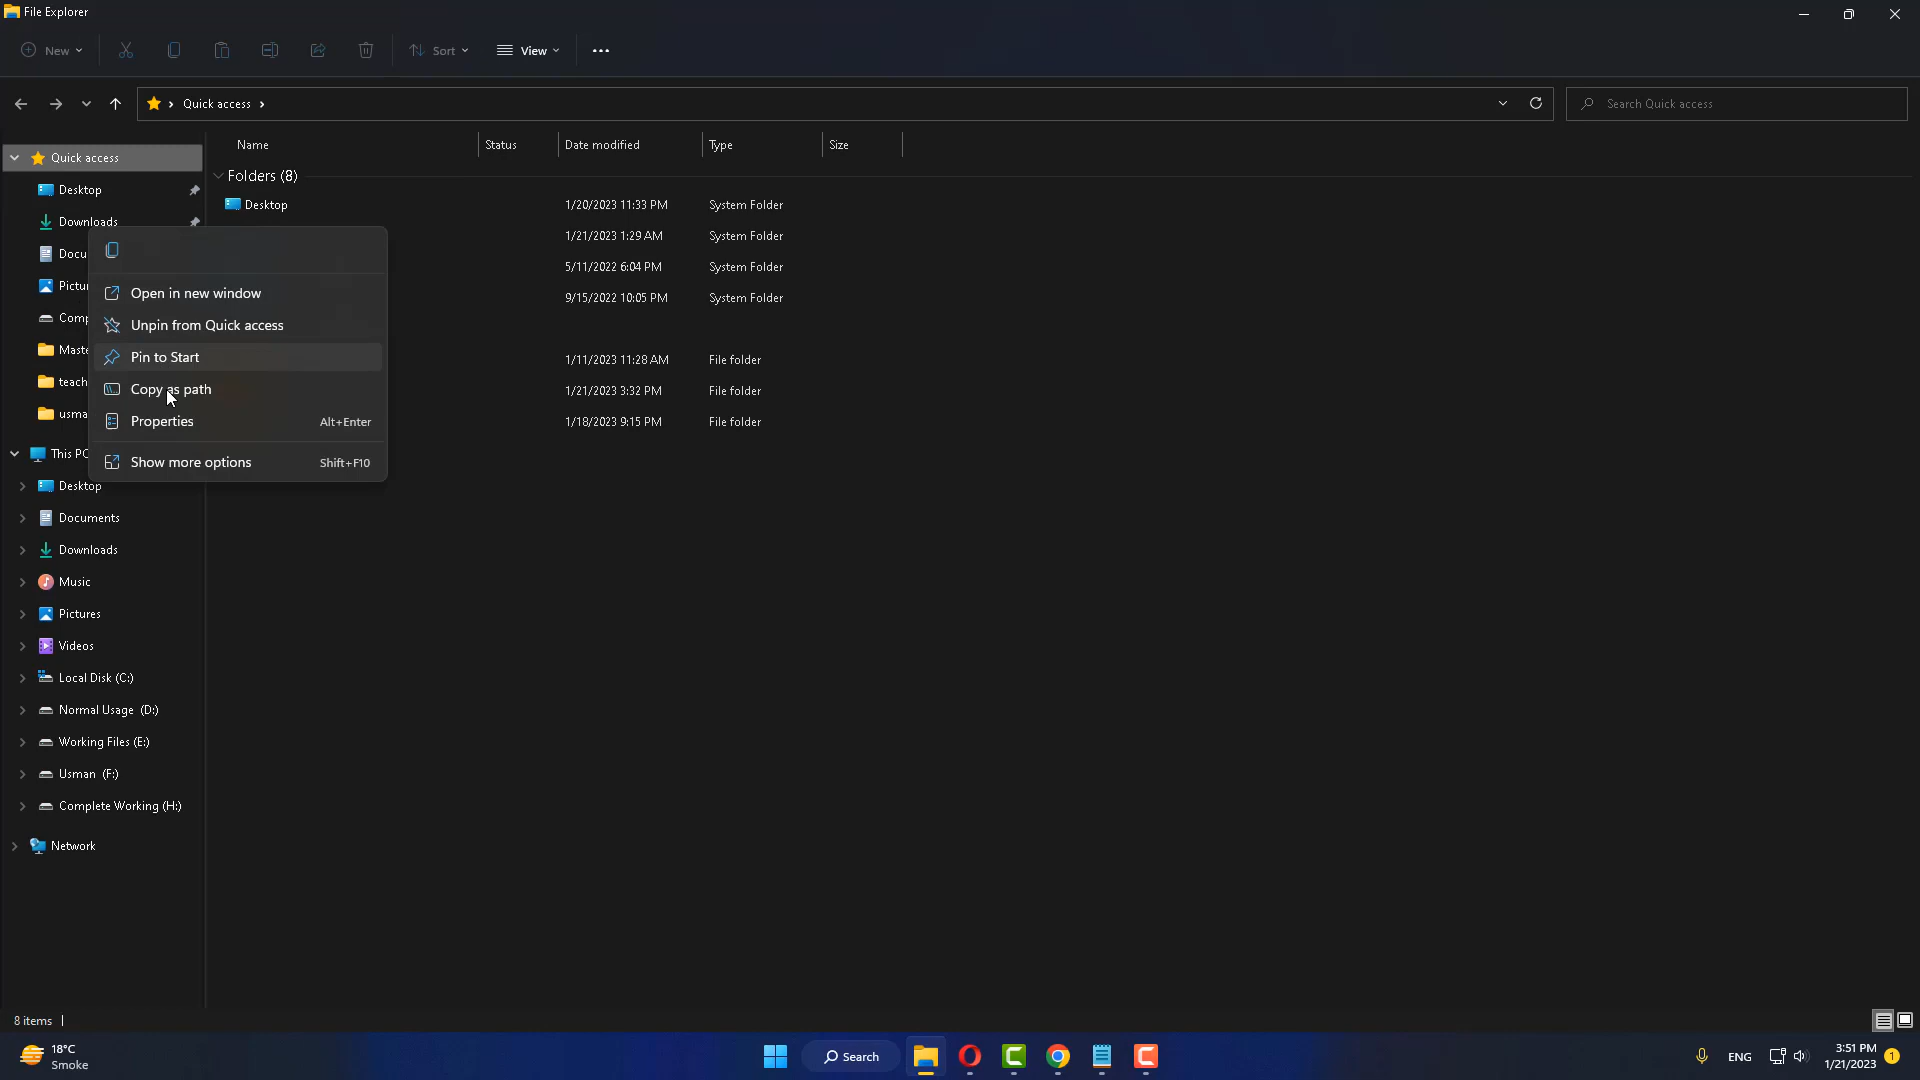 File Explorer
New
Sort
View
Quick access
Search Quick access
Name
Status
Date modified
Type
Size
Quick access
Folders (8)
Desktop
Desktop
1/20/2023 11:33 PM
System Folder
Downloads
1/21/2023 1:29 AM
System Folder
Docu
5/11/2022 6:04 PM
System Folder
Pictu
9/15/2022 10:05 PM
System Folder
Comp
Maste
1/11/2023 11:28 AM
File folder
teach
1/21/2023 3:32 PM
File folder
usma
1/18/2023 9:15 PM
File folder
Open in new window
Unpin from Quick access
Pin to Start
Copy as path
Properties
Alt+Enter
Show more options
Shift+F10
This PC
Desktop
Documents
Downloads
Music
Pictures
Videos
Local Disk (C:)
Normal Usage (D:)
Working Files (E:)
Usman (F:)
Complete Working (H:)
Network
8 items
18°C
Smoke
Search
ENG
3:51 PM
1/21/2023
1